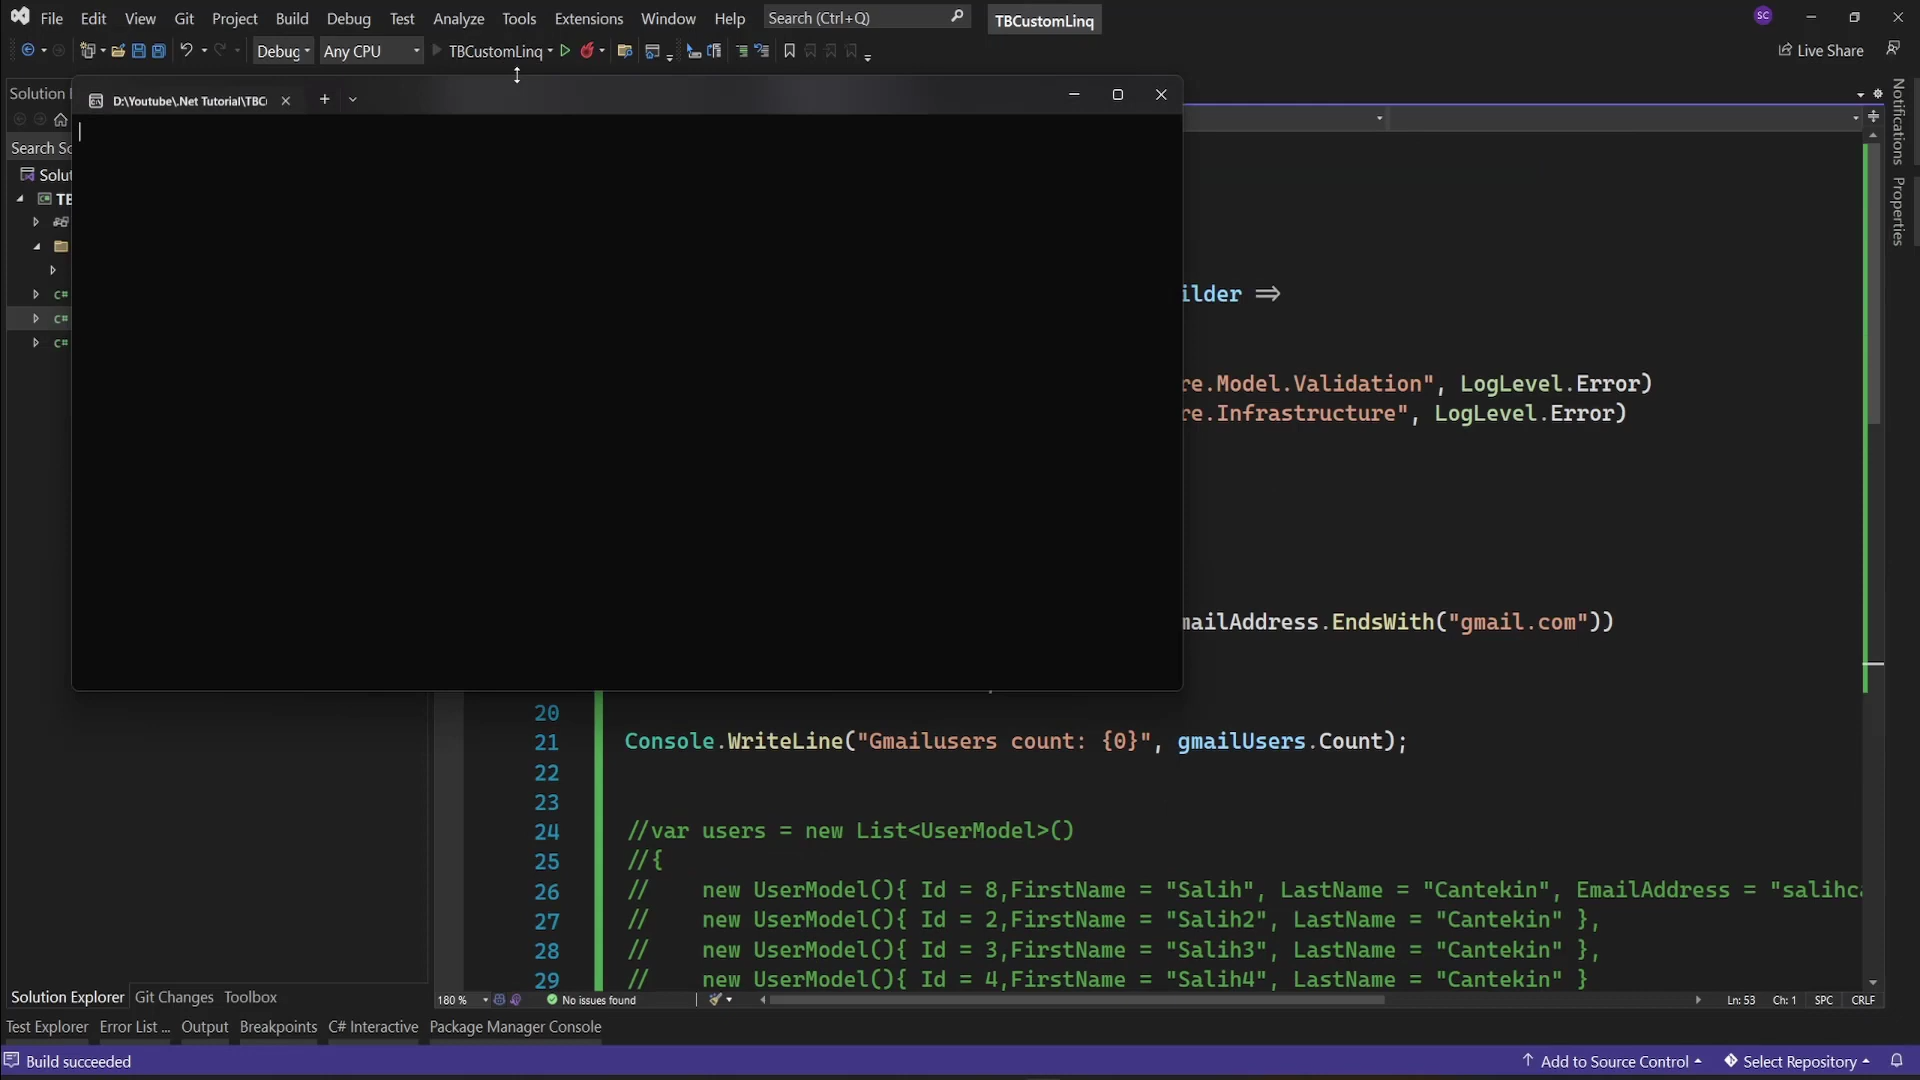 File Edit View Git Project Build Debug Test Analyze Tools Extensions Window Help Search (Ctrl+Q) TBCustomLinq SC
Debug Any CPU TBCustomLinq Live Share
Solution
D:\Youtube\.Net Tutorial\TBC
Search So
Solut
TE
C#
C#
C#
Notifications
Properties
ilder =>
re.Model.Validation", LogLevel.Error)
re.Infrastructure", LogLevel.Error)
mailAddress.EndsWith("gmail.com"))
20
21 Console.WriteLine("Gmailusers count: {0}", gmailUsers.Count);
22
23
24 //var users = new List<UserModel>()
25 //{
26 // new UserModel(){ Id = 8,FirstName = "Salih", LastName = "Cantekin", EmailAddress = "salihca
27 // new UserModel(){ Id = 2,FirstName = "Salih2", LastName = "Cantekin" },
28 // new UserModel(){ Id = 3,FirstName = "Salih3", LastName = "Cantekin" },
29 // new UserModel(){ Id = 4,FirstName = "Salih4", LastName = "Cantekin" }
Solution Explorer Git Changes Toolbox
180 % No issues found Ln: 53 Ch: 1 SPC CRLF
Test Explorer Error List ... Output Breakpoints C# Interactive Package Manager Console
Build succeeded Add to Source Control Select Repository